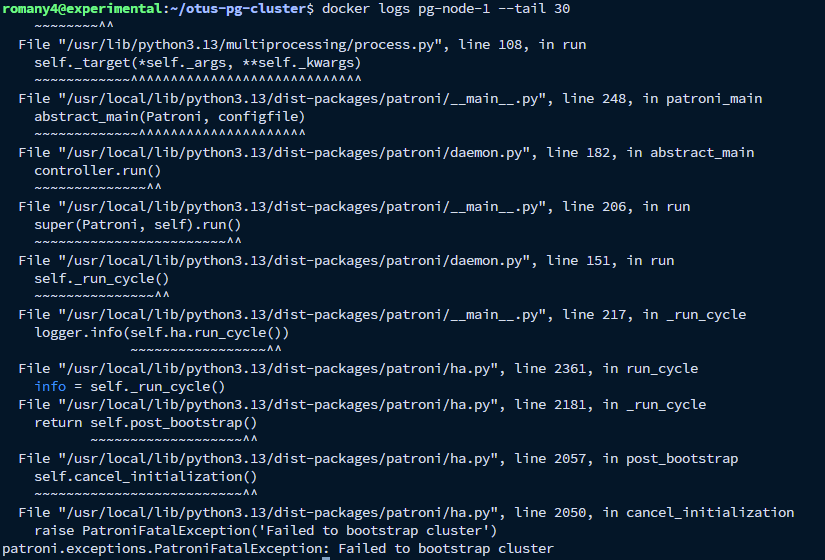 romany4@experimental:~/otus-pg-cluster$ docker logs pg-node-1 --tail 30
    ~~~~~~~~^^
  File "/usr/lib/python3.13/multiprocessing/process.py", line 108, in run
    self._target(*self._args, **self._kwargs)
    ~~~~~~~~~~~~^^^^^^^^^^^^^^^^^^^^^^^^^^^^^
  File "/usr/local/lib/python3.13/dist-packages/patroni/__main__.py", line 248, in patroni_main
    abstract_main(Patroni, configfile)
    ~~~~~~~~~~~~~^^^^^^^^^^^^^^^^^^^^^
  File "/usr/local/lib/python3.13/dist-packages/patroni/daemon.py", line 182, in abstract_main
    controller.run()
    ~~~~~~~~~~~~~~^^
  File "/usr/local/lib/python3.13/dist-packages/patroni/__main__.py", line 206, in run
    super(Patroni, self).run()
    ~~~~~~~~~~~~~~~~~~~~~~~~^^
  File "/usr/local/lib/python3.13/dist-packages/patroni/daemon.py", line 151, in run
    self._run_cycle()
    ~~~~~~~~~~~~~~~^^
  File "/usr/local/lib/python3.13/dist-packages/patroni/__main__.py", line 217, in _run_cycle
    logger.info(self.ha.run_cycle())
                ~~~~~~~~~~~~~~~~~^^
  File "/usr/local/lib/python3.13/dist-packages/patroni/ha.py", line 2361, in run_cycle
    info = self._run_cycle()
  File "/usr/local/lib/python3.13/dist-packages/patroni/ha.py", line 2181, in _run_cycle
    return self.post_bootstrap()
           ~~~~~~~~~~~~~~~~~~~^^
  File "/usr/local/lib/python3.13/dist-packages/patroni/ha.py", line 2057, in post_bootstrap
    self.cancel_initialization()
    ~~~~~~~~~~~~~~~~~~~~~~~~~~^^
  File "/usr/local/lib/python3.13/dist-packages/patroni/ha.py", line 2050, in cancel_initialization
    raise PatroniFatalException('Failed to bootstrap cluster')
patroni.exceptions.PatroniFatalException: Failed to bootstrap cluster